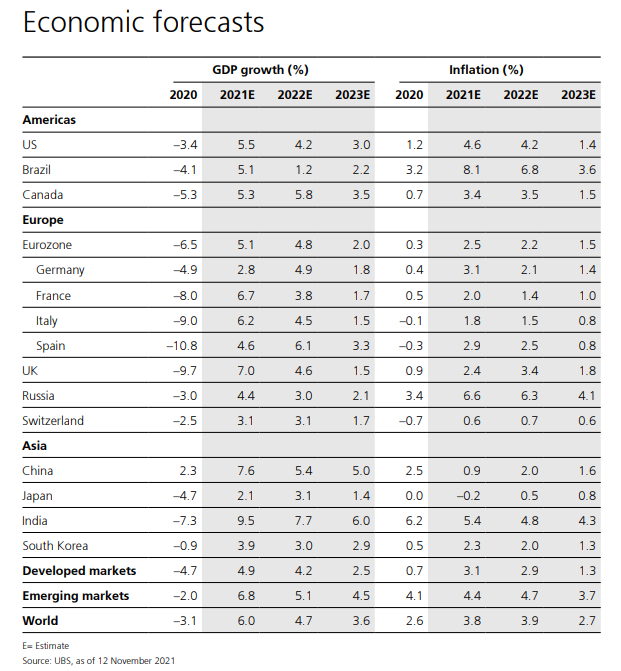 Economic forecasts
GDP growth (%) Inflation (%)
2020 2021E 2022E 2023E 2020 2021E 2022E 2023E
Americas
US –3.4 5.5 4.2 3.0 1.2 4.6 4.2 1.4
Brazil –4.1 5.1 1.2 2.2 3.2 8.1 6.8 3.6
Canada –5.3 5.3 5.8 3.5 0.7 3.4 3.5 1.5
Europe
Eurozone –6.5 5.1 4.8 2.0 0.3 2.5 2.2 1.5
Germany –4.9 2.8 4.9 1.8 0.4 3.1 2.1 1.4
France –8.0 6.7 3.8 1.7 0.5 2.0 1.4 1.0
Italy –9.0 6.2 4.5 1.5 –0.1 1.8 1.5 0.8
Spain –10.8 4.6 6.1 3.3 –0.3 2.9 2.5 0.8
UK –9.7 7.0 4.6 1.5 0.9 2.4 3.4 1.8
Russia –3.0 4.4 3.0 2.1 3.4 6.6 6.3 4.1
Switzerland –2.5 3.1 3.1 1.7 –0.7 0.6 0.7 0.6
Asia
China 2.3 7.6 5.4 5.0 2.5 0.9 2.0 1.6
Japan –4.7 2.1 3.1 1.4 0.0 –0.2 0.5 0.8
India –7.3 9.5 7.7 6.0 6.2 5.4 4.8 4.3
South Korea –0.9 3.9 3.0 2.9 0.5 2.3 2.0 1.3
Developed markets –4.7 4.9 4.2 2.5 0.7 3.1 2.9 1.3
Emerging markets –2.0 6.8 5.1 4.5 4.1 4.4 4.7 3.7
World –3.1 6.0 4.7 3.6 2.6 3.8 3.9 2.7
E= Estimate
Source: UBS, as of 12 November 2021